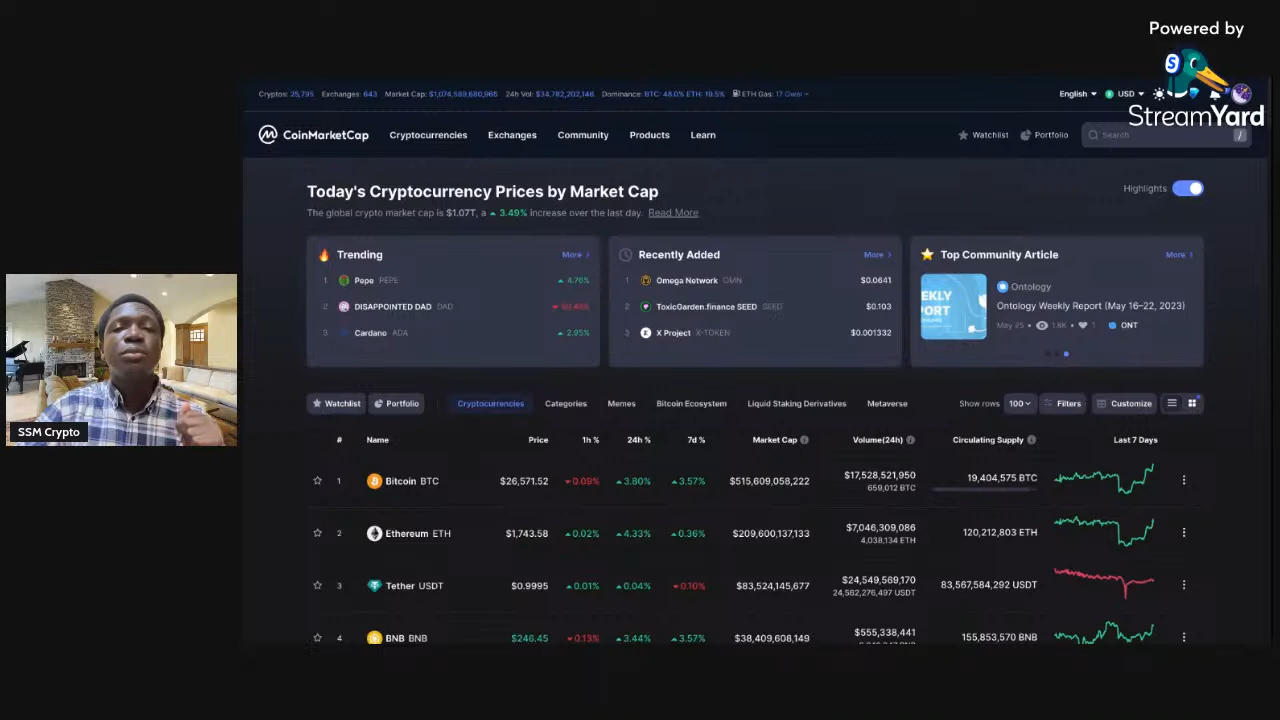 Powered by
StreamYard
Cryptos: 25,795 Exchanges: 643 Market Cap: $1,074,589,680,965 24h Vol: $34,782,202,146 Dominance: BTC: 48.0% ETH: 19.5% ETH Gas: 17 Gwei
English USD
CoinMarketCap Cryptocurrencies Exchanges Community Products Learn Watchlist Portfolio Search /
Today's Cryptocurrency Prices by Market Cap
Highlights
The global crypto market cap is $1.07T, a 3.49% increase over the last day. Read More
Trending More
1 Pepe PEPE 4.76%
2 DISAPPOINTED DAD DAD
3 Cardano ADA 2.95%
Recently Added More
1 Omega Network OMN $0.0641
2 ToxicGarden.finance SEED SEED $0.103
3 X Project X-TOKEN $0.001332
Top Community Article More
EKLY
PORT
Ontology
Ontology Weekly Report (May 16–22, 2023)
May 25 • 1.8K • 1 ONT
Watchlist Portfolio Cryptocurrencies Categories Memes Bitcoin Ecosystem Liquid Staking Derivatives Metaverse Show rows 100 Filters Customize
# Name Price 1h % 24h % 7d % Market Cap Volume(24h) Circulating Supply Last 7 Days
1 Bitcoin BTC $26,571.52 0.09% 3.80% 3.57% $515,609,058,222 $17,528,521,950 19,404,575 BTC
659,012 BTC
2 Ethereum ETH $1,743.58 0.02% 4.33% 0.36% $209,600,137,133 $7,046,309,086 120,212,803 ETH
4,038,134 ETH
3 Tether USDT $0.9995 0.01% 0.04% 0.10% $83,524,145,677 $24,549,569,170 83,567,584,292 USDT
24,562,276,497 USDT
4 BNB BNB $246.45 0.13% 3.44% 3.57% $38,409,608,149 $555,338,441 155,853,570 BNB
SSM Crypto